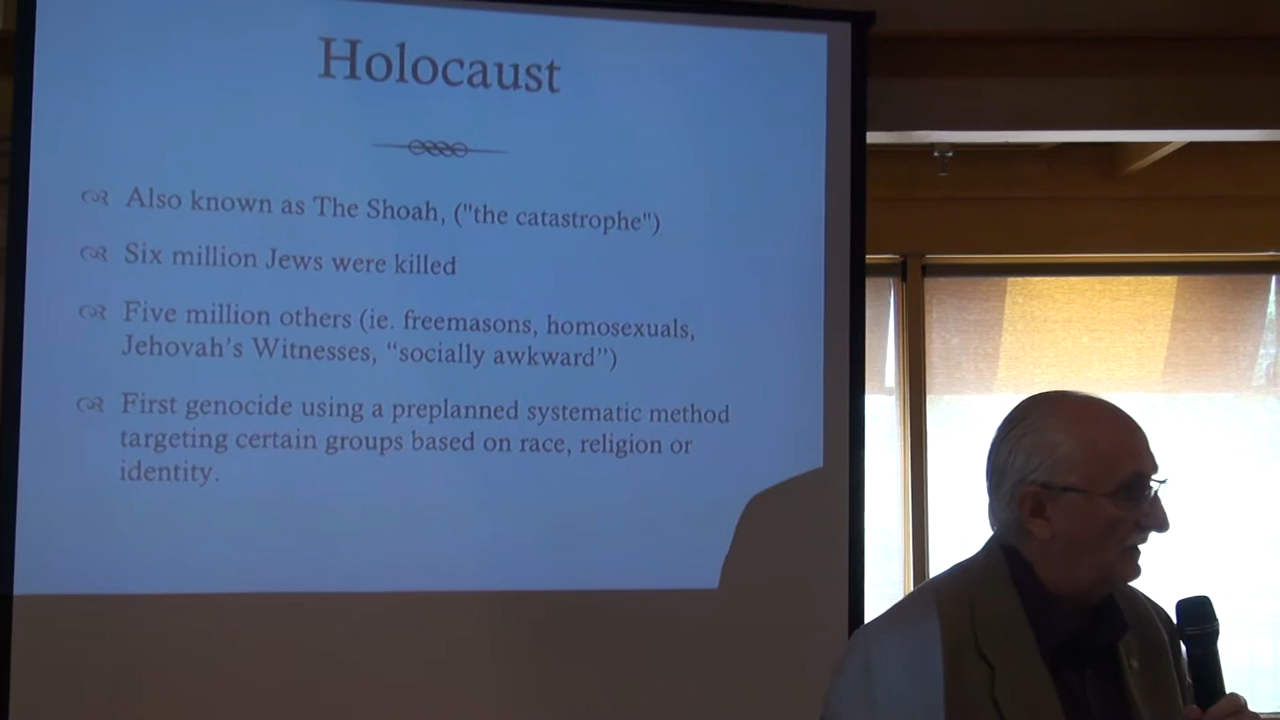 Holocaust
Also known as The Shoah, ("the catastrophe")
Six million Jews were killed
Five million others (ie. freemasons, homosexuals,
Jehovah's Witnesses, “socially awkward”)
First genocide using a preplanned systematic method
targeting certain groups based on race, religion or
identity.